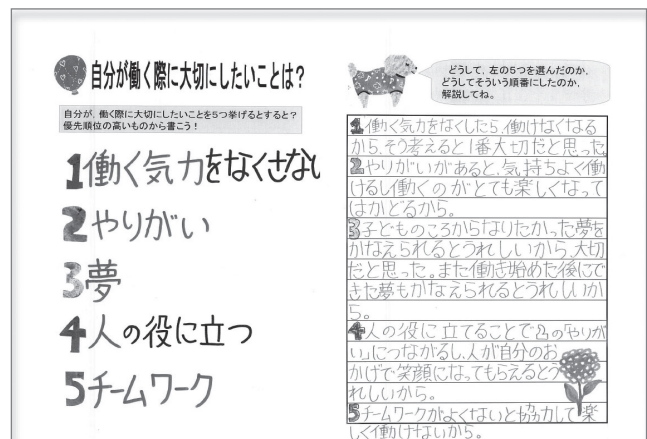 自分が働く際に大切にしたいことは?
自分が、働く際に大切にしたいことを5つ挙げるとすると?
優先順位の高いものから書こう!
1働く気力をなくさない
2やりがい
3夢
4人の役に立つ
5チームワーク
どうして、左の5つを選んだのか、
どうしてそういう順番にしたのか、
解説してね。
1働く気力をなくしたら、働けなくなる
から、そう考えると1番大切だと思った。
2やりがいがあると、気持ちよく働
けるし働くのがとても楽しくなって
はかどるから。
3子どものころからなりたかった夢を
かなえられるとうれしいから、大切
だと思った。また働き始めた後にで
きた夢もかなえられるとうれしいか
ら。
4人の役に立てることで2の「やりが
い」につながるし、人が自分のお
かげで笑顔になってもらえるとう
れしいから。
5チームワークがよくないと協力して楽
しく働けないから。